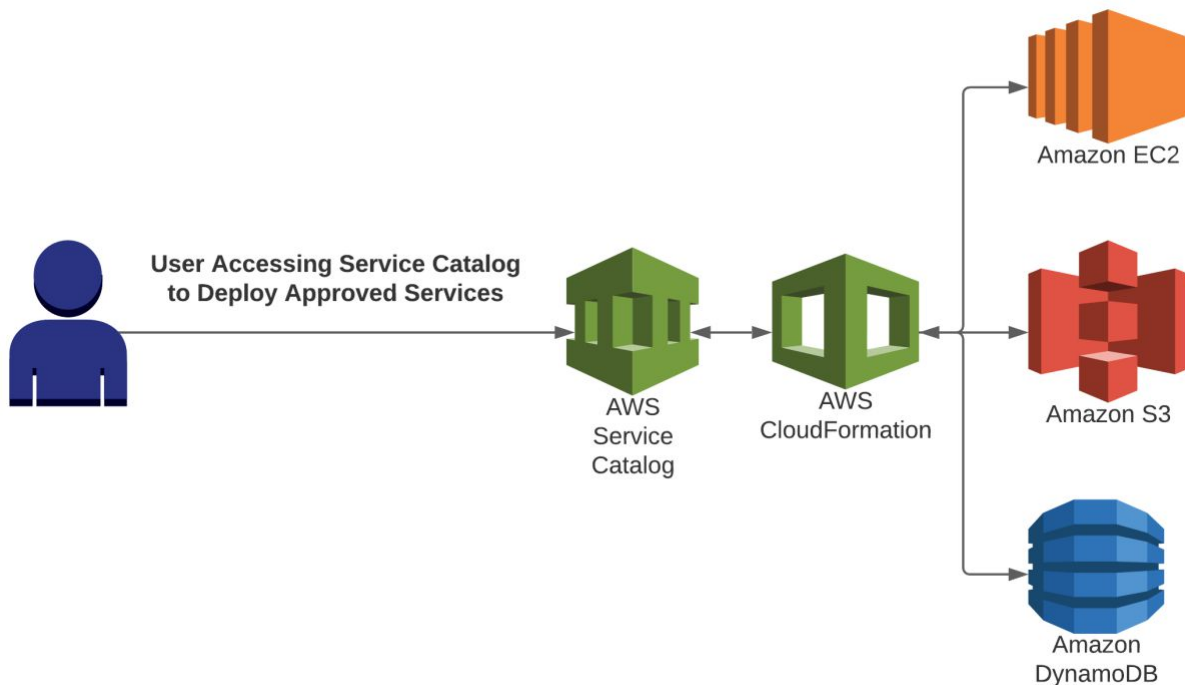 User Accessing Service Catalog
to Deploy Approved Services
AWS
Service
Catalog
AWS
CloudFormation
Amazon EC2
Amazon S3
Amazon
DynamoDB